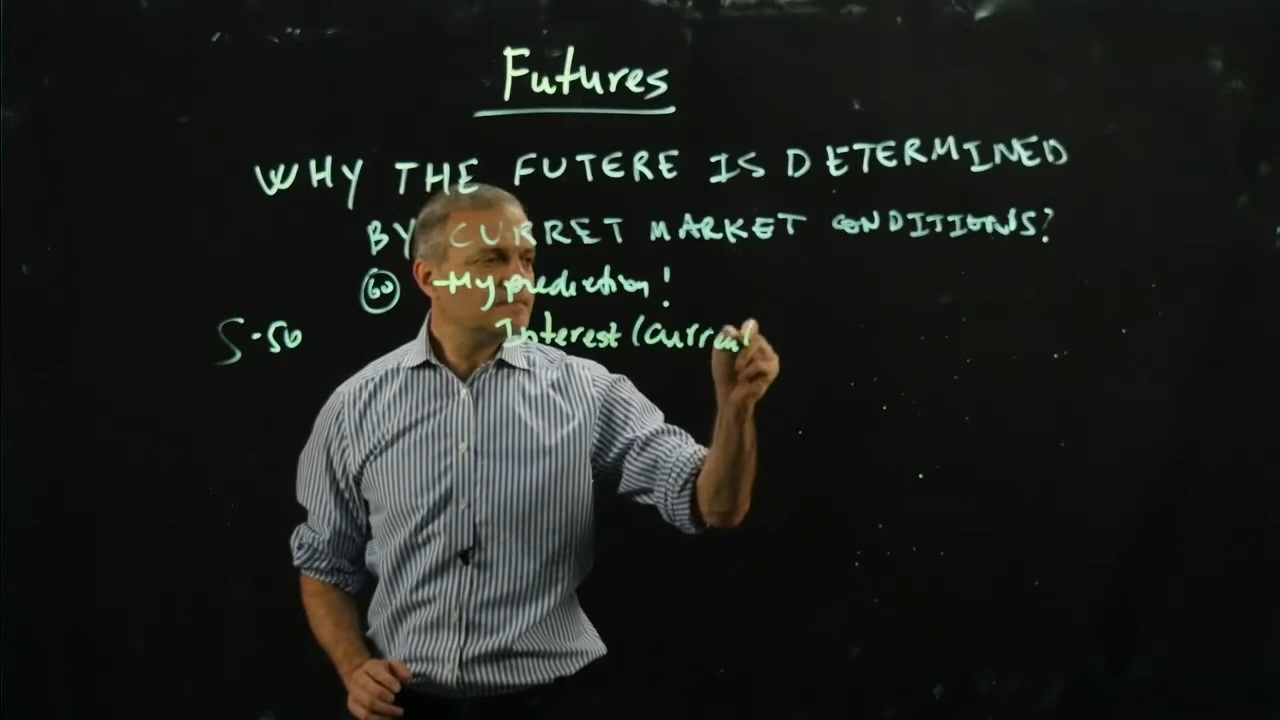 Futures
WHY THE FUTERE IS DETERMINED
BY CURRET MARKET CONDITIONS?
60 - My prediction!
S-50 Interest (Current